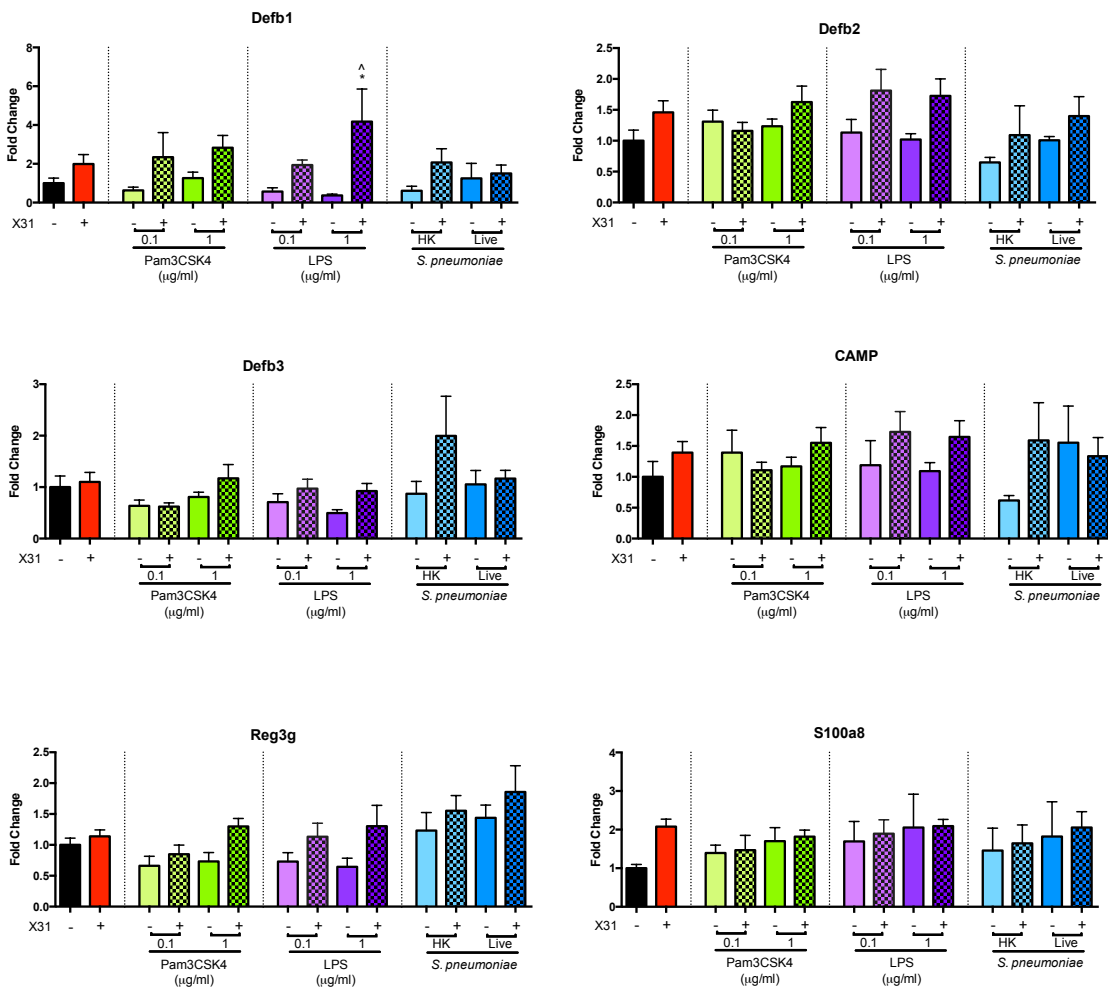 Defb1
8
6
4
2
0
Fold Change
^
*
X31 - + - + - + - + - + - + - +
0.1 1 0.1 1 HK Live
Pam3CSK4 LPS S. pneumoniae
(μg/ml) (μg/ml)
Defb2
2.5
2.0
1.5
1.0
0.5
0.0
Fold Change
X31 - + - + - + - + - + - + - +
0.1 1 0.1 1 HK Live
Pam3CSK4 LPS S. pneumoniae
(μg/ml) (μg/ml)
Defb3
3
2
1
0
Fold Change
X31 - + - + - + - + - + - + - +
0.1 1 0.1 1 HK Live
Pam3CSK4 LPS S. pneumoniae
(μg/ml) (μg/ml)
CAMP
2.5
2.0
1.5
1.0
0.5
0.0
Fold Change
X31 - + - + - + - + - + - + - +
0.1 1 0.1 1 HK Live
Pam3CSK4 LPS S. pneumoniae
(μg/ml) (μg/ml)
Reg3g
2.5
2.0
1.5
1.0
0.5
0.0
Fold Change
X31 - + - + - + - + - + - + - +
0.1 1 0.1 1 HK Live
Pam3CSK4 LPS S. pneumoniae
(μg/ml) (μg/ml)
S100a8
4
3
2
1
0
Fold Change
X31 - + - + - + - + - + - + - +
0.1 1 0.1 1 HK Live
Pam3CSK4 LPS S. pneumoniae
(μg/ml) (μg/ml)